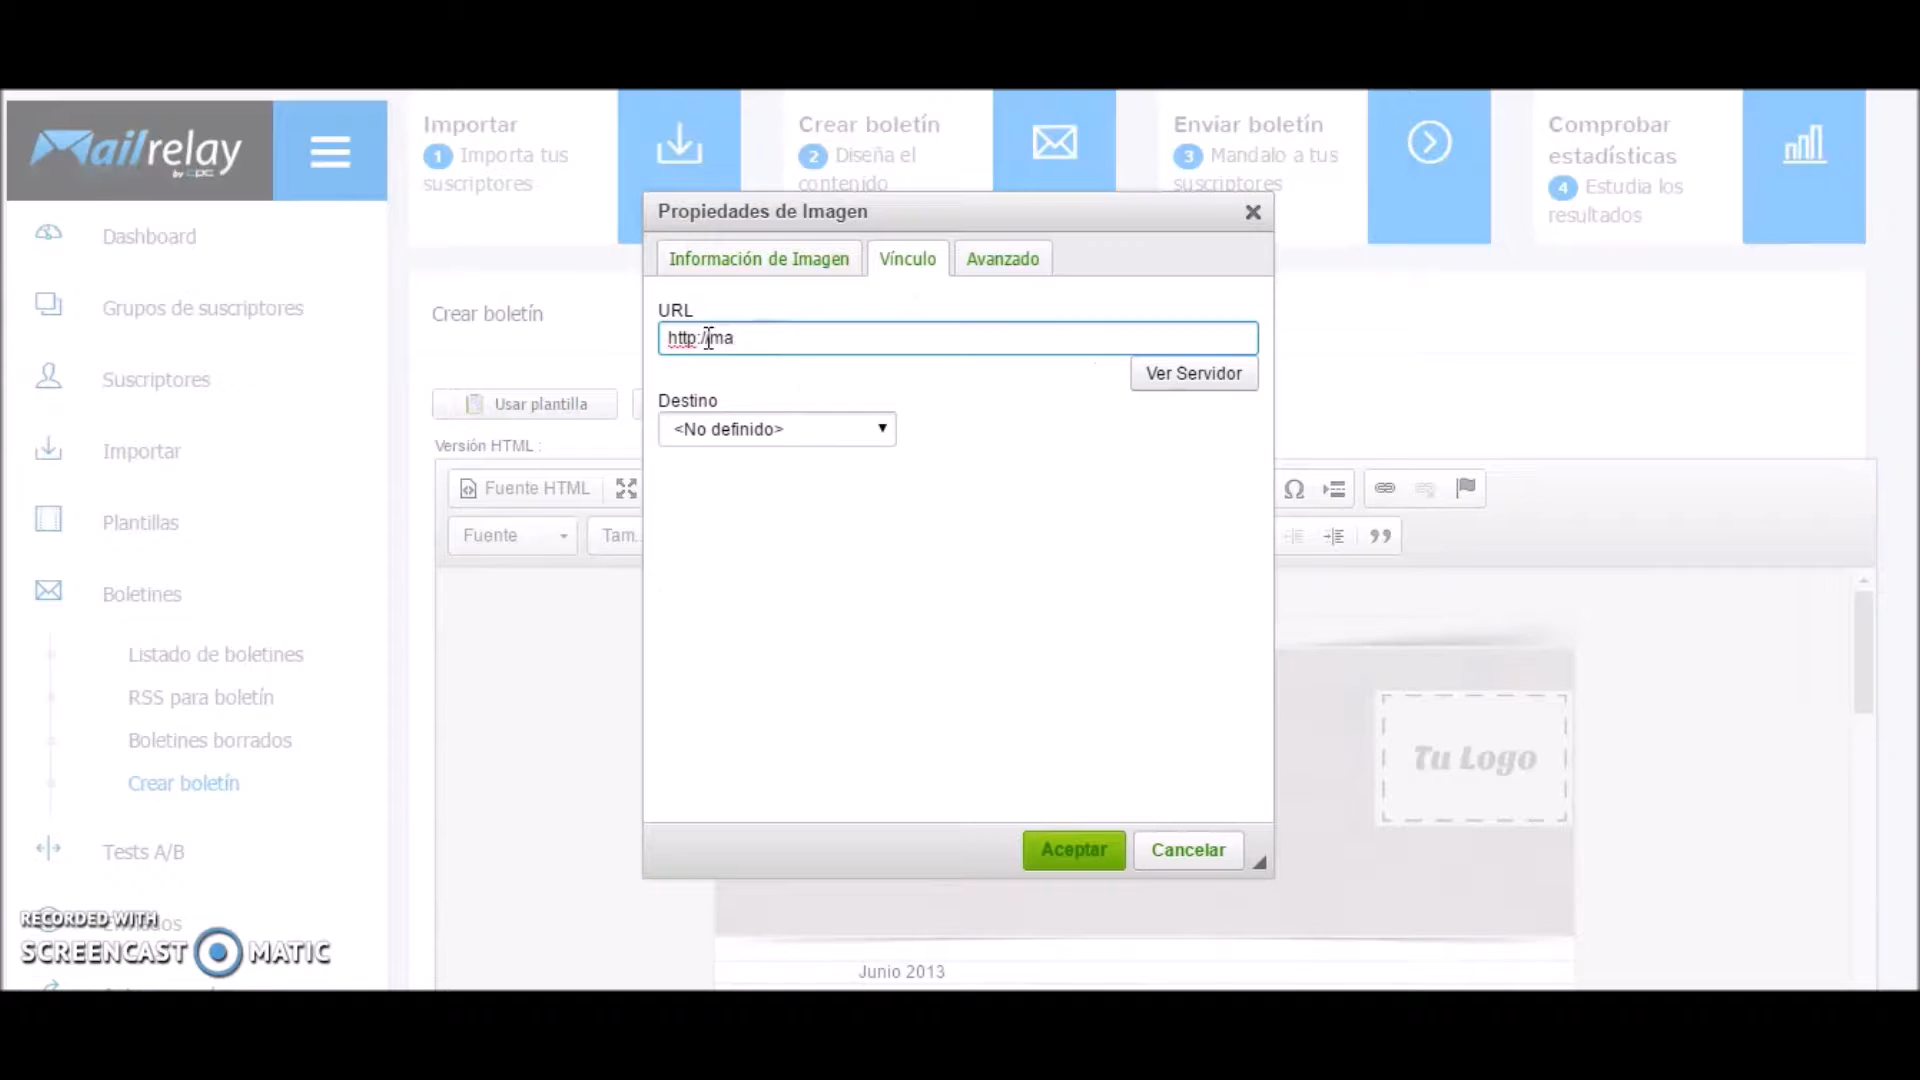 Mailrelay
by CPC
Importar
1 Importa tus
suscriptores
Crear boletín
2 Diseña el
contenido
Enviar boletín
3 Mandalo a tus
suscriptores
Comprobar
estadísticas
4 Estudia los
resultados
Dashboard
Grupos de suscriptores
Suscriptores
Importar
Plantillas
Boletines
Listado de boletines
RSS para boletín
Boletines borrados
Crear boletín
Tests A/B
Crear boletín
Usar plantilla
Versión HTML :
Fuente HTML
Fuente
Tam...
Propiedades de Imagen
Información de Imagen
Vínculo
Avanzado
URL
http://ma
Ver Servidor
Destino
<No definido>
Aceptar
Cancelar
Tu Logo
Junio 2013
RECORDED WITH
SCREENCAST MATIC